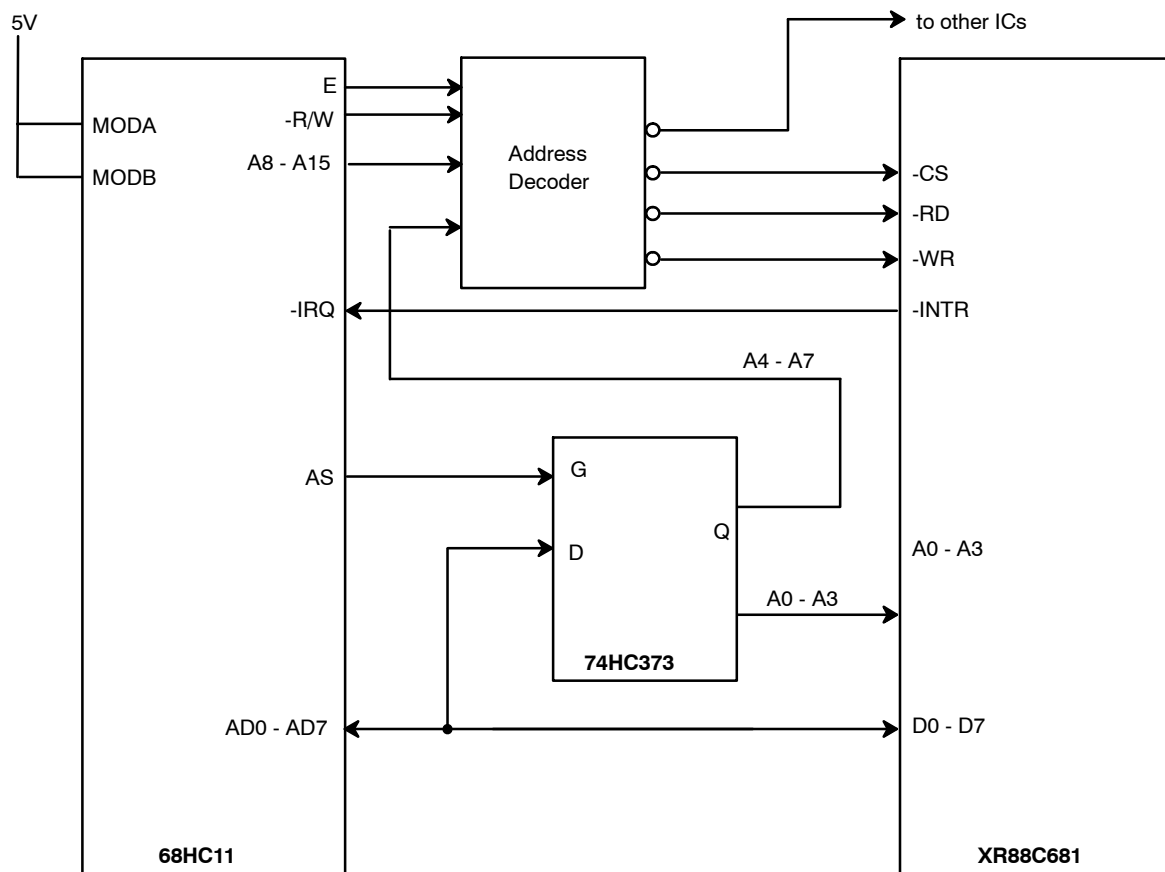 5V
to other ICs
E
-R/W
A8 - A15
MODA
MODB
Address
Decoder
-CS
-RD
-WR
-IRQ
-INTR
A4 - A7
AS
G
D
Q
A0 - A3
A0 - A3
74HC373
AD0 - AD7
D0 - D7
68HC11
XR88C681